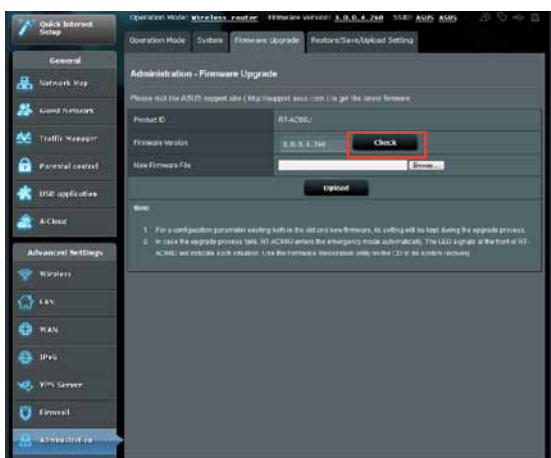 Quick Internet
Setup
Operation Mode: Wireless router Firmware Version: 3.0.0.4.260 SSID: ASUS ASUS
Operation Mode System Firmware Upgrade Restore/Save/Upload Setting
General
Network Map
Guest Network
Traffic Manager
Parental control
USB application
AiCloud
Advanced Settings
Wireless
LAN
WAN
IPv6
VPN Server
Firewall
Administration
Administration - Firmware Upgrade
Please visit the ASUS support site ( http://support.asus.com ) to get the latest firmware
Product ID RT-AC66U
Firmware Version 3.0.0.4.260 Check
New Firmware File Browse...
Upload
Note:
1. For a configuration parameter existing both in the old and new firmware, its setting will be kept during the upgrade process.
2. In case the upgrade process fails, RT-AC66U enters the emergency mode automatically. The LED signals at the front of RT-
AC66U will indicate such situation. Use the Firmware Restoration utility on the CD to do system recovery.